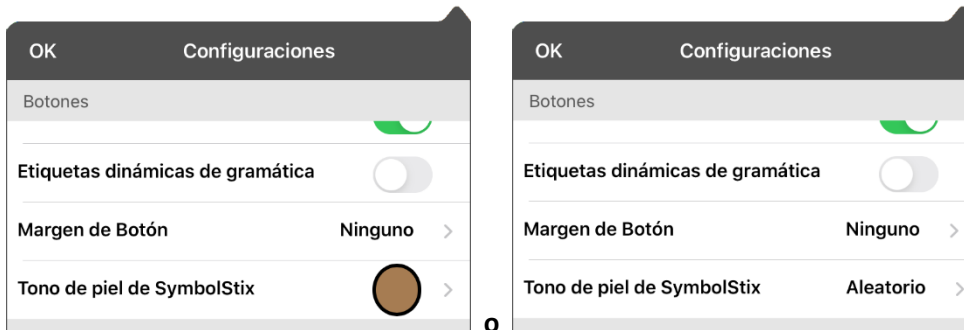 OK Configuraciones
Botones
Etiquetas dinámicas de gramática
Margen de Botón Ninguno
Tono de piel de SymbolStix
o
OK Configuraciones
Botones
Etiquetas dinámicas de gramática
Margen de Botón Ninguno
Tono de piel de SymbolStix Aleatorio